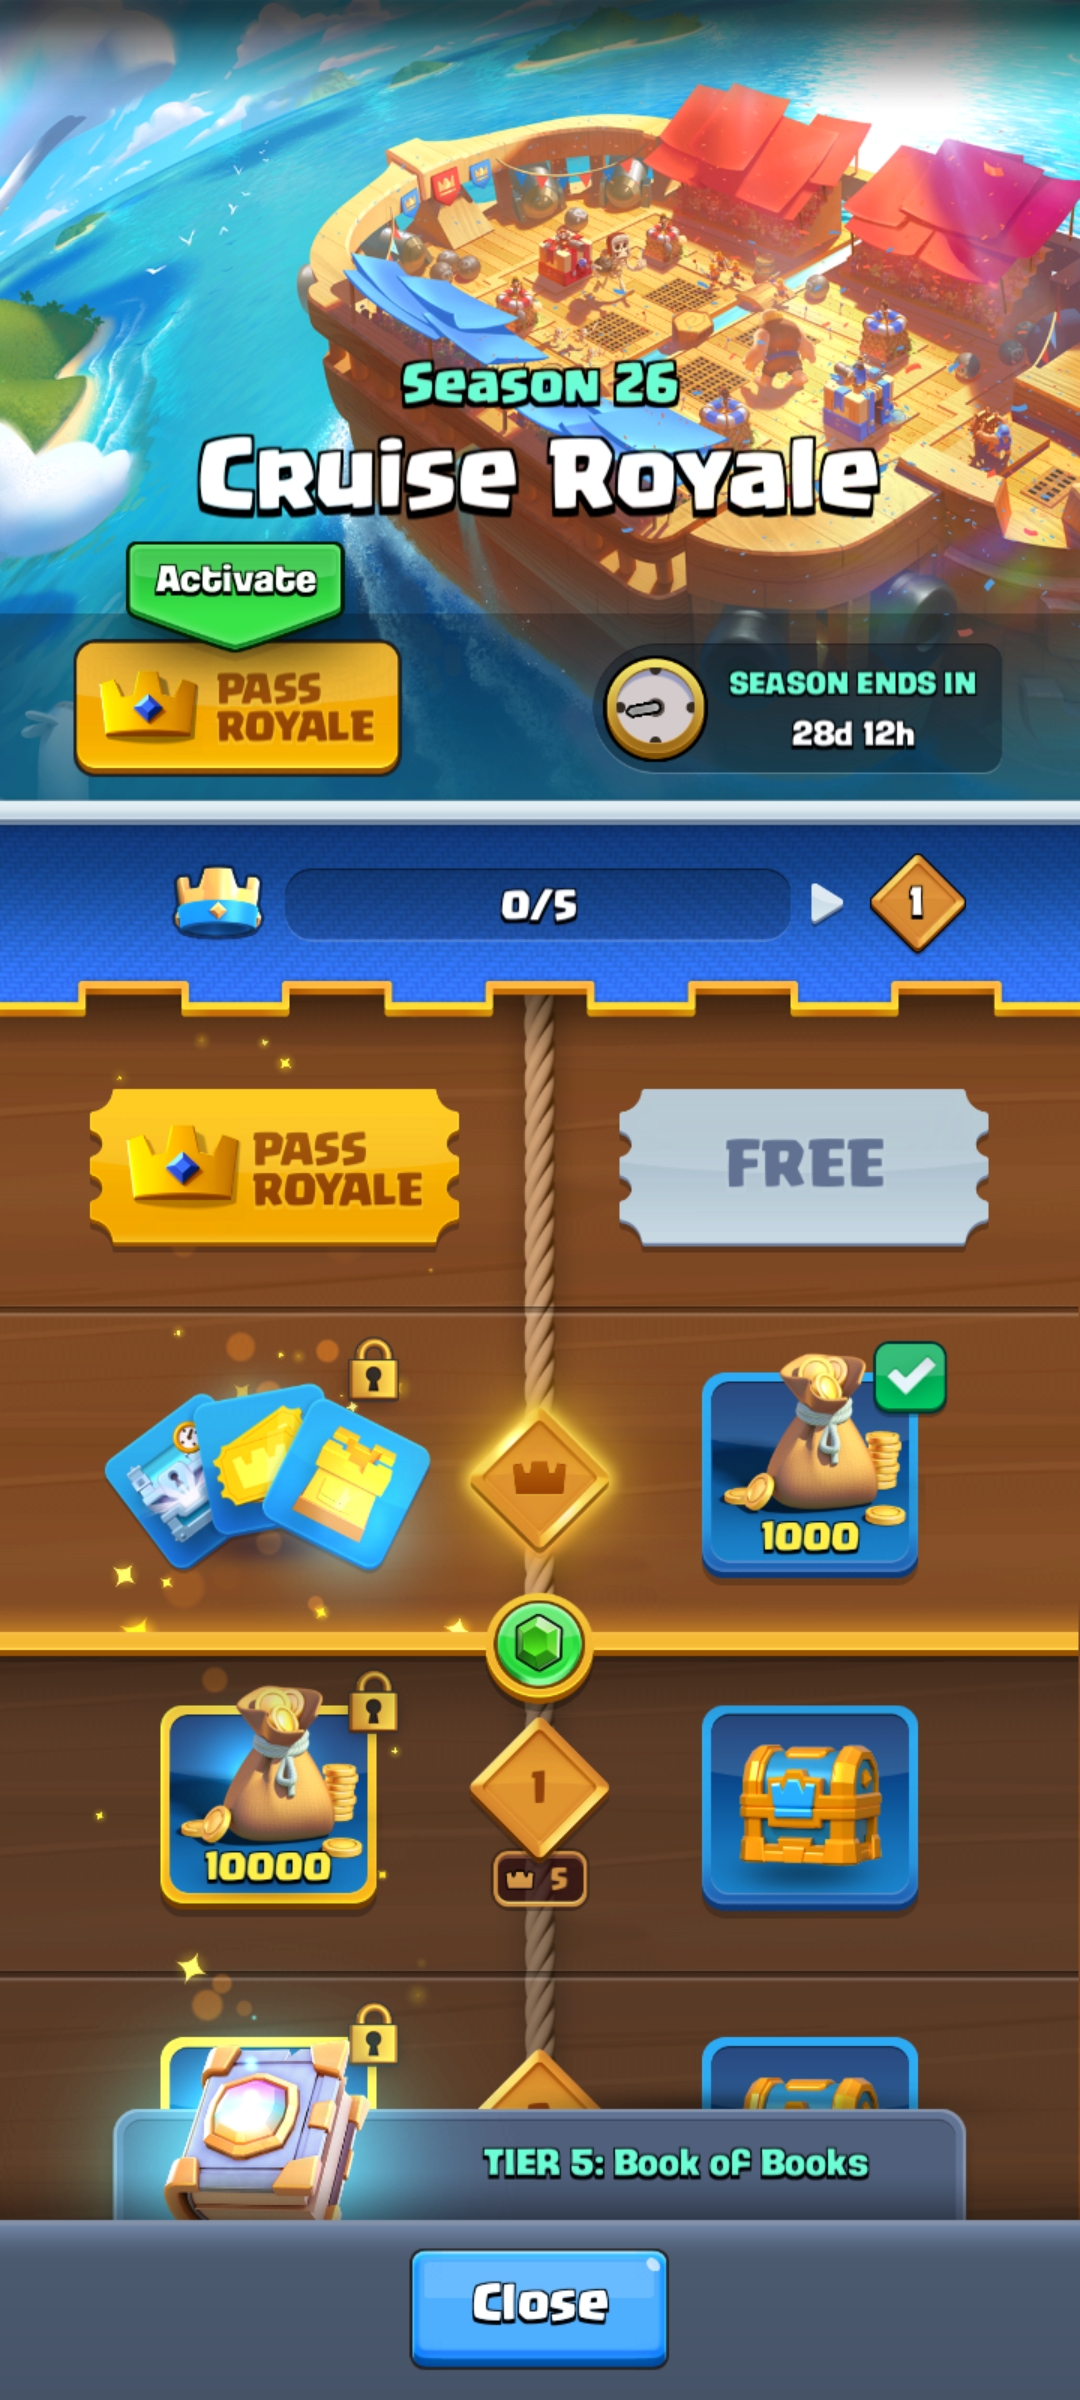 Season 26
Cruise Royale
Activate
PASS
ROYALE
SEASON ENDS IN
28d 12h
0/5
1
PASS
ROYALE
FREE
1000
1
10000
5
TIER 5: Book of Books
Close